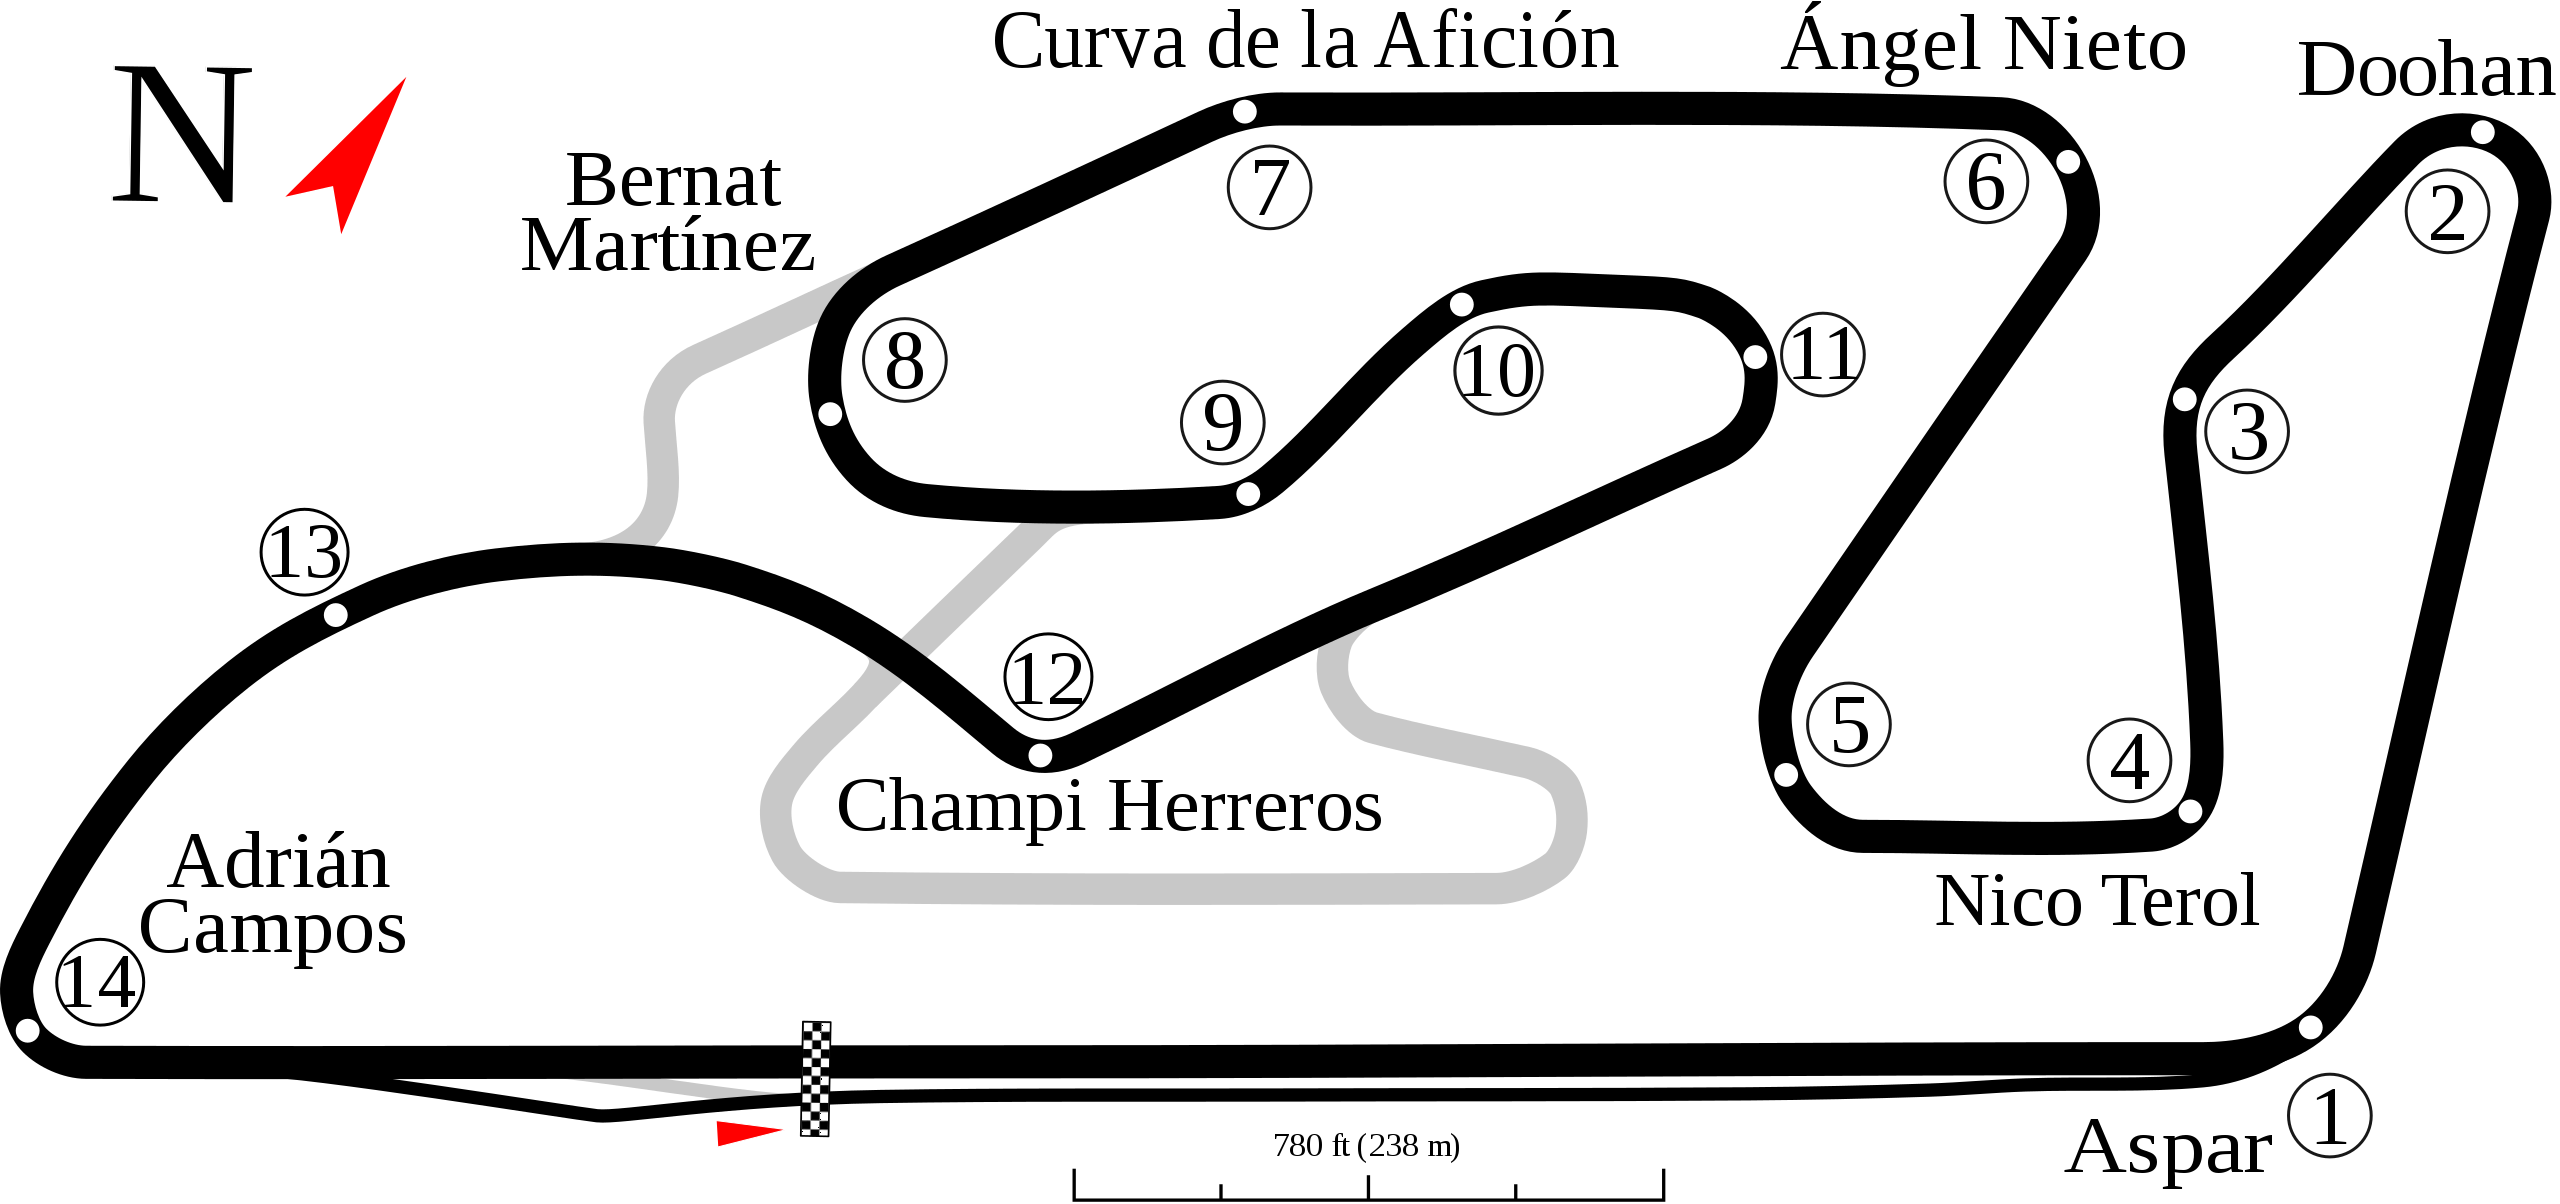 Curva de la Afición
Ángel Nieto
Doohan
N
Bernat
Martínez
7
6
2
8
10
11
9
3
13
12
5
4
Champi Herreros
Adrián
Campos
Nico Terol
14
1
Aspar
780 ft (238 m)